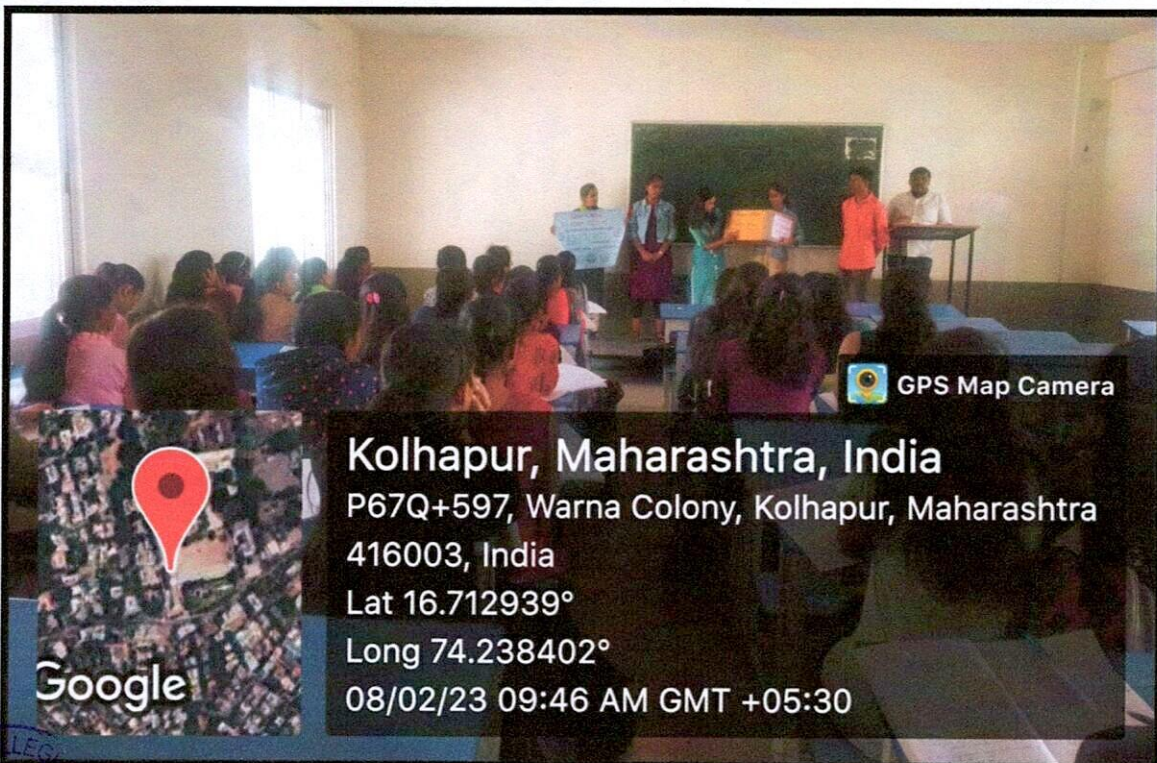 GPS Map Camera
Kolhapur, Maharashtra, India
P67Q+597, Warna Colony, Kolhapur, Maharashtra
416003, India
Lat 16.712939°
Long 74.238402°
08/02/23 09:46 AM GMT +05:30
Google